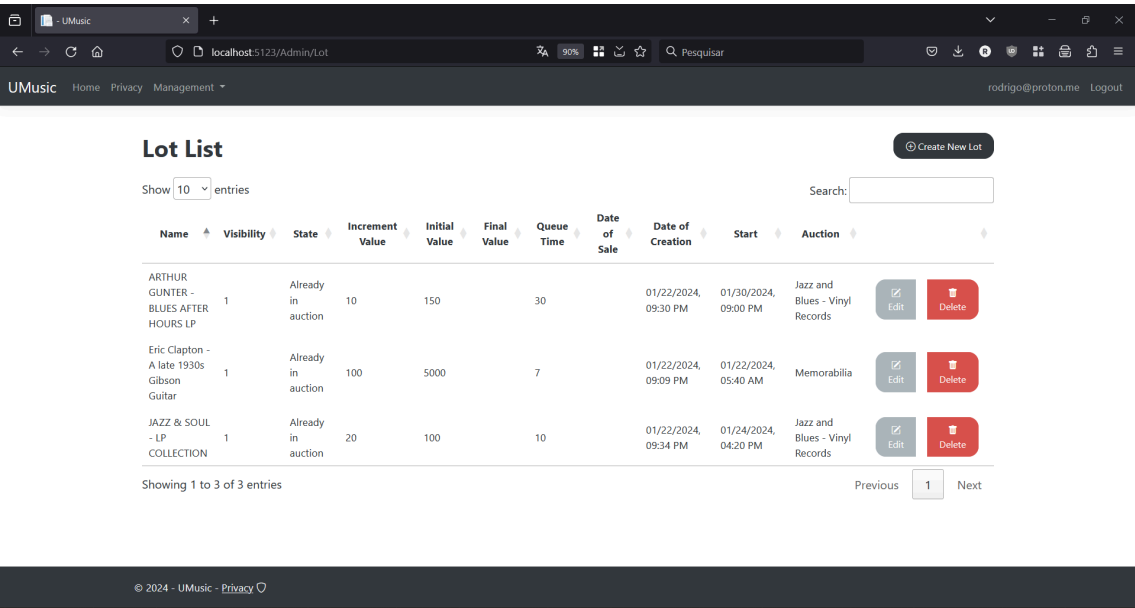 - UMusic
localhost:5123/Admin/Lot
90%
Pesquisar
UMusic Home Privacy Management
rodrigo@proton.me Logout
Lot List
Create New Lot
Show 10 entries
Search:
Name Visibility State Increment Value Initial Value Final Value Queue Time Date of Sale Date of Creation Start Auction
ARTHUR GUNTER - BLUES AFTER HOURS LP 1 Already in auction 10 150 30 01/22/2024, 09:30 PM 01/30/2024, 09:00 PM Jazz and Blues - Vinyl Records Edit Delete
Eric Clapton - A late 1930s Gibson Guitar 1 Already in auction 100 5000 7 01/22/2024, 09:09 PM 01/22/2024, 05:40 AM Memorabilia Edit Delete
JAZZ & SOUL - LP COLLECTION 1 Already in auction 20 100 10 01/22/2024, 09:34 PM 01/24/2024, 04:20 PM Jazz and Blues - Vinyl Records Edit Delete
Showing 1 to 3 of 3 entries
Previous 1 Next
© 2024 - UMusic - Privacy